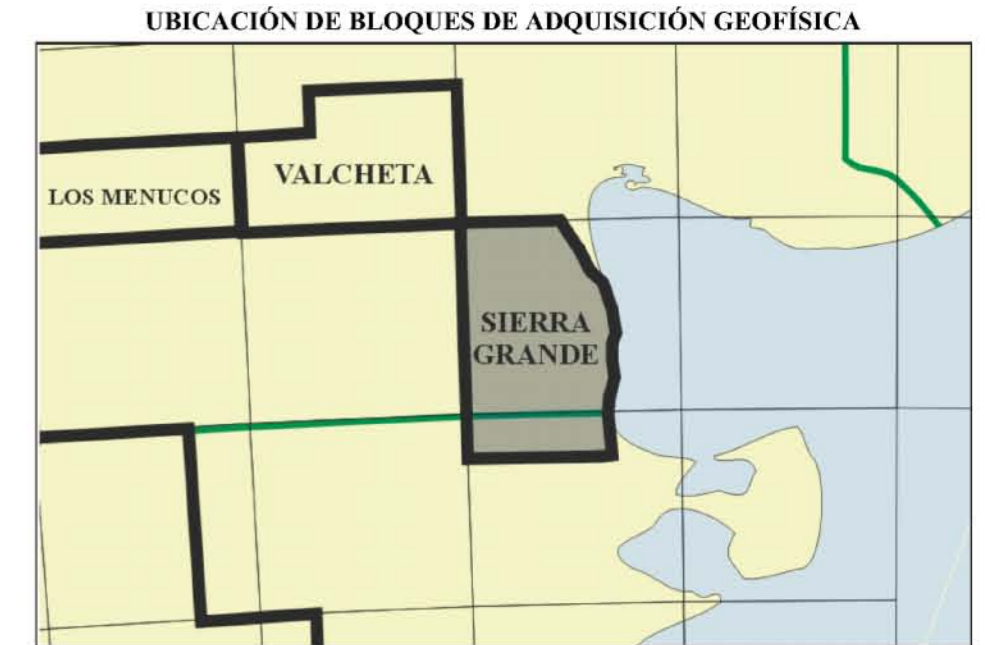 UBICACIÓN DE BLOQUES DE ADQUISICIÓN GEOFÍSICA
VALCHETA
LOS MENUCOS
SIERRA
GRANDE